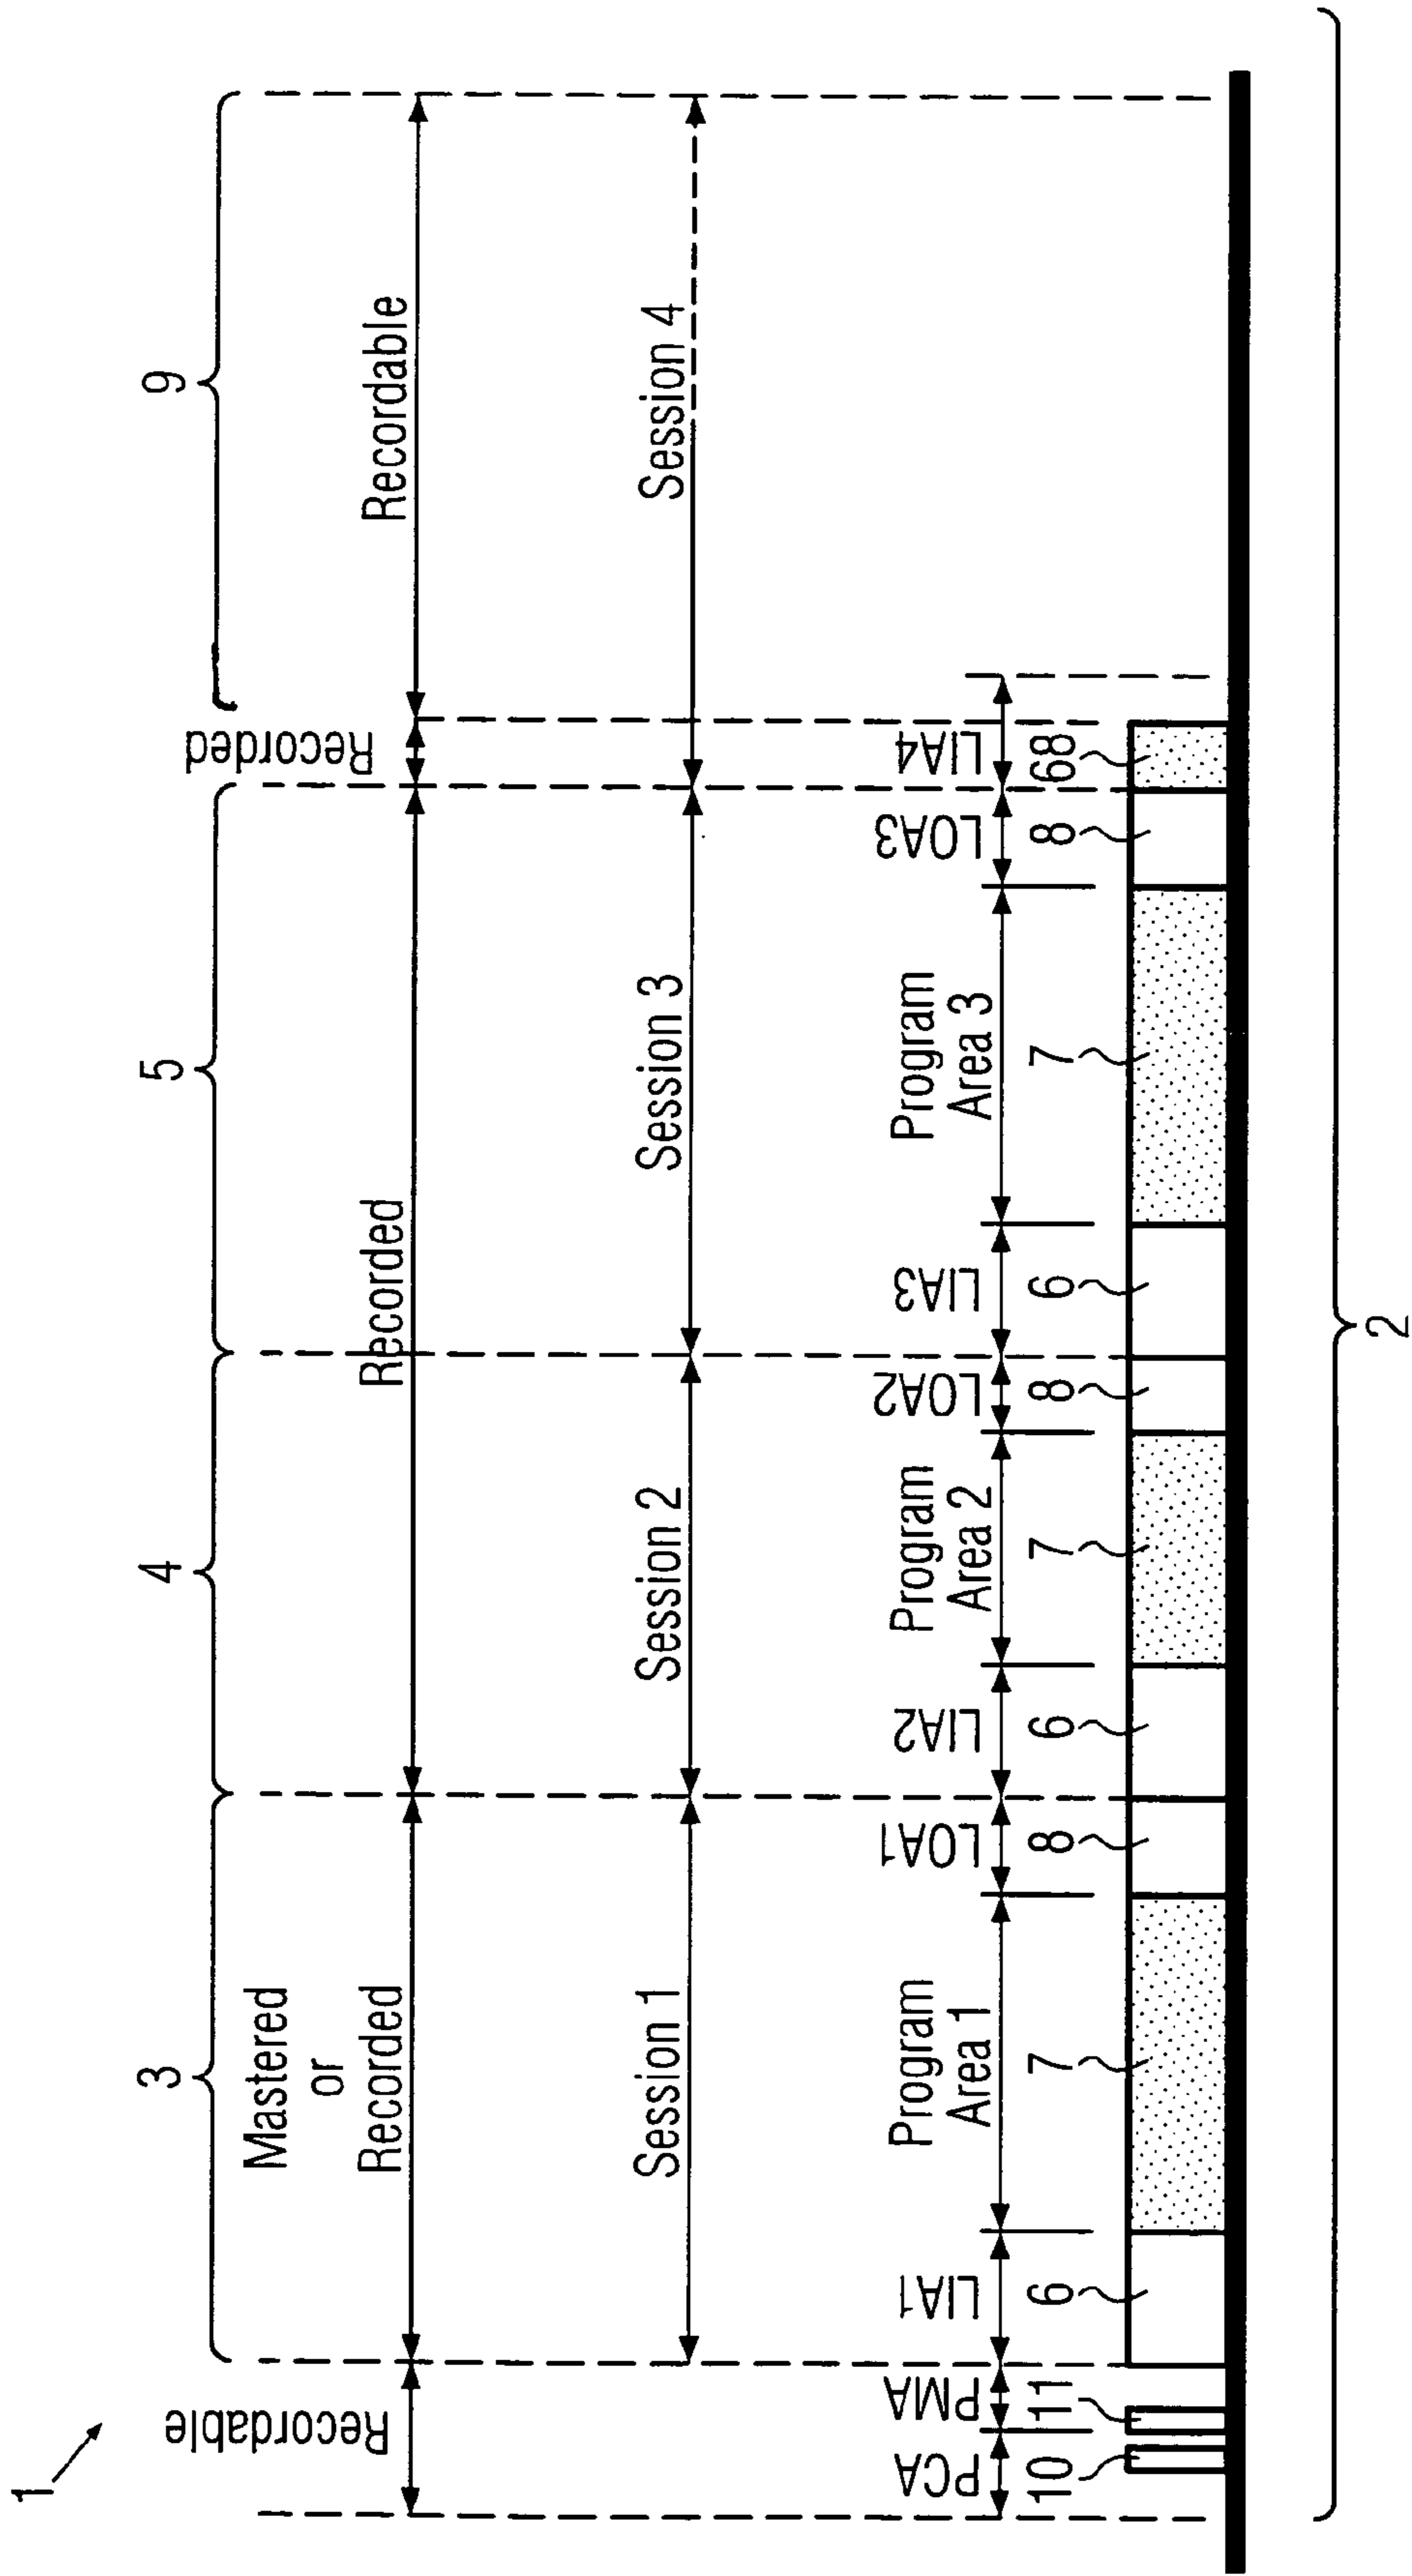 1
3
4
5
9
Recordable
Mastered
or
Recorded
Recorded
Recorded
Recordable
Session 1
Session 2
Session 3
Session 4
PCA
PMA
LIA1
Program
Area 1
LOA1
LIA2
Program
Area 2
LOA2
LIA3
Program
Area 3
LOA3
LIA4
10
11
6
7
8
6
7
8
6
7
8
68
2